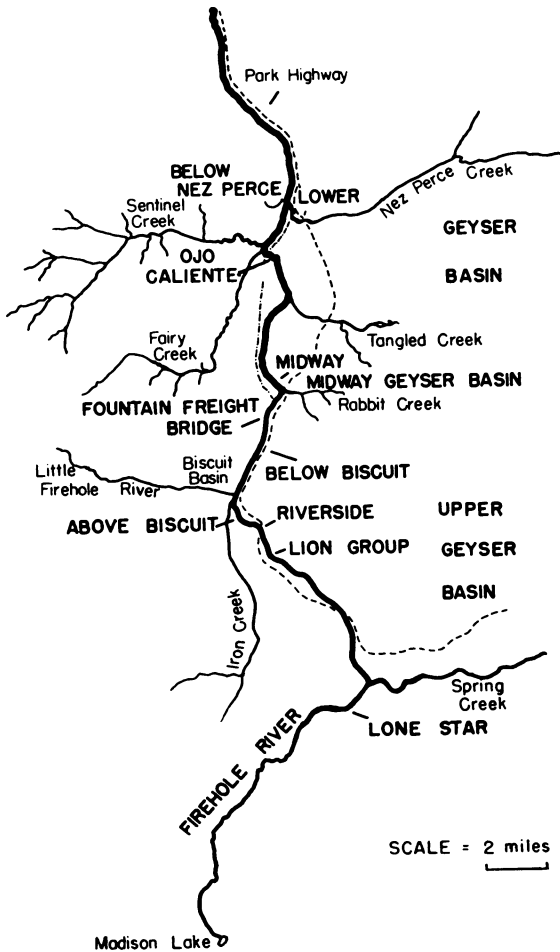 Park Highway
BELOW
NEZ PERCE
LOWER
Nez Perce Creek
Sentinel
Creek
GEYSER
OJO
CALIENTE
BASIN
Fairy
Creek
Tangled Creek
MIDWAY
MIDWAY GEYSER BASIN
FOUNTAIN FREIGHT
BRIDGE
Rabbit Creek
Little
Firehole River
Biscuit
Basin
BELOW BISCUIT
ABOVE BISCUIT
RIVERSIDE
UPPER
LION GROUP
GEYSER
BASIN
Iron Creek
Spring
Creek
LONE STAR
FIREHOLE RIVER
SCALE = 2 miles
Madison Lake